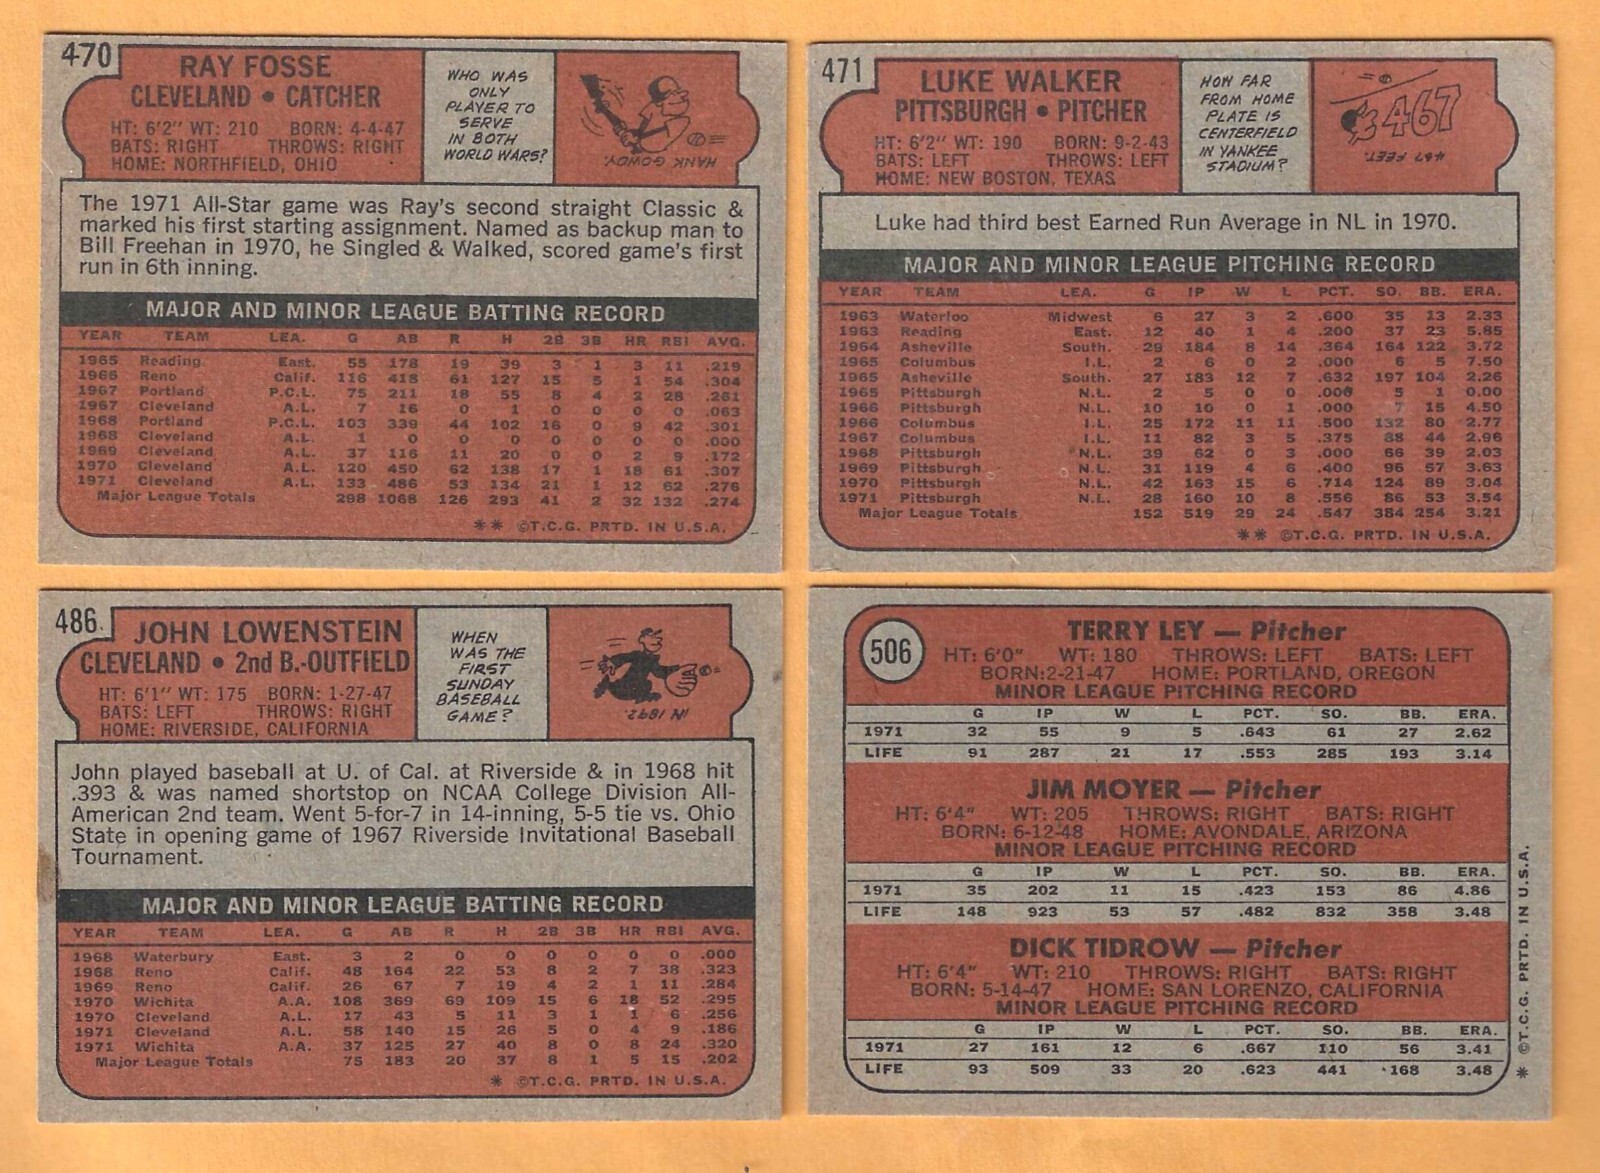 470
RAY FOSSE
CLEVELAND • CATCHER
HT: 6'2" WT: 210 BORN: 4-4-47
BATS: RIGHT THROWS: RIGHT
HOME: NORTHFIELD, OHIO
WHO WAS
ONLY
PLAYER TO
SERVE
IN BOTH
WORLD WARS?
HANK GOWDY
The 1971 All-Star game was Ray's second straight Classic &
marked his first starting assignment. Named as backup man to
Bill Freehan in 1970, he Singled & Walked, scored game's first
run in 6th inning.
MAJOR AND MINOR LEAGUE BATTING RECORD
YEAR TEAM LEA. G AB R H 2B 3B HR RBI AVG.
1965 Reading East. 55 178 19 39 3 1 3 11 .219
1966 Reno Calif. 116 418 61 127 15 5 1 54 .304
1967 Portland P.C.L. 75 211 18 55 8 4 2 28 .261
1967 Cleveland A.L. 7 16 0 1 0 0 0 0 .063
1968 Portland P.C.L. 103 339 44 102 16 0 9 42 .301
1968 Cleveland A.L. 1 0 0 0 0 0 0 0 .000
1969 Cleveland A.L. 37 116 11 20 0 0 2 9 .172
1970 Cleveland A.L. 120 450 62 138 17 1 18 61 .307
1971 Cleveland A.L. 133 486 53 134 21 1 12 62 .276
Major League Totals 298 1068 126 293 41 2 32 132 .274
** ©T.C.G. PRTD. IN U.S.A.
471
LUKE WALKER
PITTSBURGH • PITCHER
HT: 6'2" WT: 190 BORN: 9-2-43
BATS: LEFT THROWS: LEFT
HOME: NEW BOSTON, TEXAS
HOW FAR
FROM HOME
PLATE IS
CENTERFIELD
IN YANKEE
STADIUM?
467
467 FEET.
Luke had third best Earned Run Average in NL in 1970.
MAJOR AND MINOR LEAGUE PITCHING RECORD
YEAR TEAM LEA. G IP W L PCT. SO. BB. ERA.
1963 Waterloo Midwest 6 27 3 2 .600 35 13 2.33
1963 Reading East. 12 40 1 4 .200 37 23 5.85
1964 Asheville South. 29 184 8 14 .364 164 122 3.72
1965 Columbus I.L. 2 6 0 2 .000 6 5 7.50
1965 Asheville South. 27 183 12 7 .632 197 104 2.26
1965 Pittsburgh N.L. 2 5 0 0 .000 5 1 0.00
1966 Pittsburgh N.L. 10 10 0 1 .000 7 15 4.50
1966 Columbus I.L. 25 172 11 11 .500 132 80 2.77
1967 Columbus I.L. 11 82 3 5 .375 88 44 2.96
1968 Pittsburgh N.L. 39 62 0 3 .000 66 39 2.03
1969 Pittsburgh N.L. 31 119 4 6 .400 96 57 3.63
1970 Pittsburgh N.L. 42 163 15 6 .714 124 89 3.04
1971 Pittsburgh N.L. 28 160 10 8 .556 86 53 3.54
Major League Totals 152 519 29 24 .547 384 254 3.21
** ©T.C.G. PRTD. IN U.S.A.
486
JOHN LOWENSTEIN
CLEVELAND • 2nd B.-OUTFIELD
HT: 6'1" WT: 175 BORN: 1-27-47
BATS: LEFT THROWS: RIGHT
HOME: RIVERSIDE, CALIFORNIA
WHEN
WAS THE
FIRST
SUNDAY
BASEBALL
GAME?
IN 1892.
John played baseball at U. of Cal. at Riverside & in 1968 hit
.393 & was named shortstop on NCAA College Division All-
American 2nd team. Went 5-for-7 in 14-inning, 5-5 tie vs. Ohio
State in opening game of 1967 Riverside Invitational Baseball
Tournament.
MAJOR AND MINOR LEAGUE BATTING RECORD
YEAR TEAM LEA. G AB R H 2B 3B HR RBI AVG.
1968 Waterbury East. 3 2 0 0 0 0 0 0 .000
1968 Reno Calif. 48 164 22 53 8 2 7 38 .323
1969 Reno Calif. 26 67 7 19 4 2 1 11 .284
1970 Wichita A.A. 108 369 69 109 15 6 18 52 .295
1970 Cleveland A.L. 17 43 5 11 3 1 1 6 .256
1971 Cleveland A.L. 58 140 15 26 5 0 4 9 .186
1971 Wichita A.A. 37 125 27 40 8 0 8 24 .320
Major League Totals 75 183 20 37 8 1 5 15 .202
* ©T.C.G. PRTD. IN U.S.A.
506
TERRY LEY — Pitcher
HT: 6'0" WT: 180 THROWS: LEFT BATS: LEFT
BORN: 2-21-47 HOME: PORTLAND, OREGON
MINOR LEAGUE PITCHING RECORD
G IP W L PCT. SO. BB. ERA.
1971 32 55 9 5 .643 61 27 2.62
LIFE 91 287 21 17 .553 285 193 3.14
JIM MOYER — Pitcher
HT: 6'4" WT: 205 THROWS: RIGHT BATS: RIGHT
BORN: 6-12-48 HOME: AVONDALE, ARIZONA
MINOR LEAGUE PITCHING RECORD
G IP W L PCT. SO. BB. ERA.
1971 35 202 11 15 .423 153 86 4.86
LIFE 148 923 53 57 .482 832 358 3.48
DICK TIDROW — Pitcher
HT: 6'4" WT: 210 THROWS: RIGHT BATS: RIGHT
BORN: 5-14-47 HOME: SAN LORENZO, CALIFORNIA
MINOR LEAGUE PITCHING RECORD
G IP W L PCT. SO. BB. ERA.
1971 27 161 12 6 .667 110 56 3.41
LIFE 93 509 33 20 .623 441 168 3.48
* ©T.C.G. PRTD. IN U.S.A.